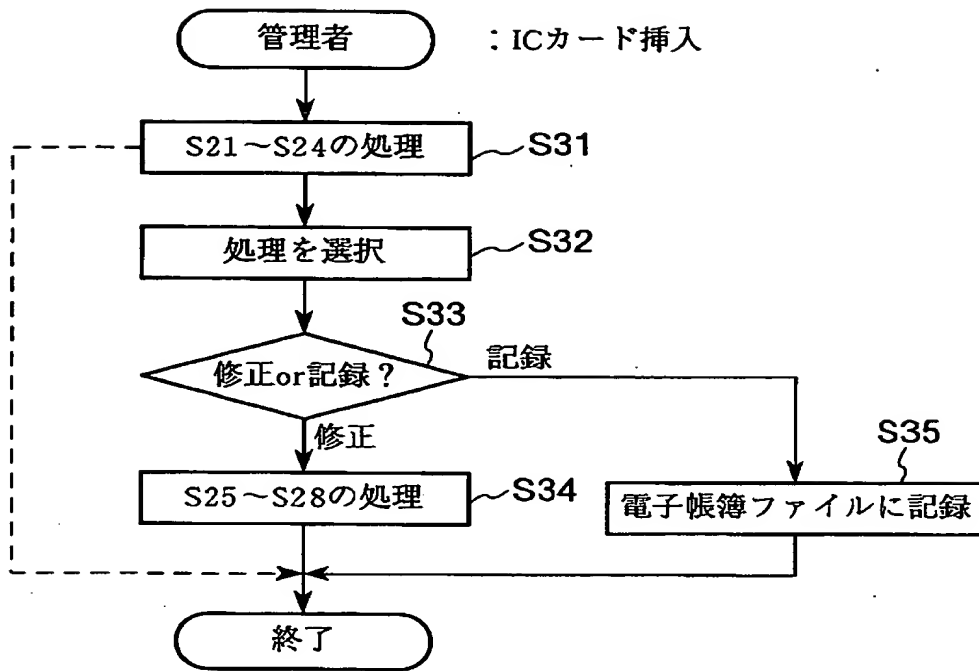 管理者 :ICカード挿入
S21～S24の処理 S31
処理を選択 S32
S33
修正or記録? 記録
修正
S35
S25～S28の処理 S34
電子帳簿ファイルに記録
終了